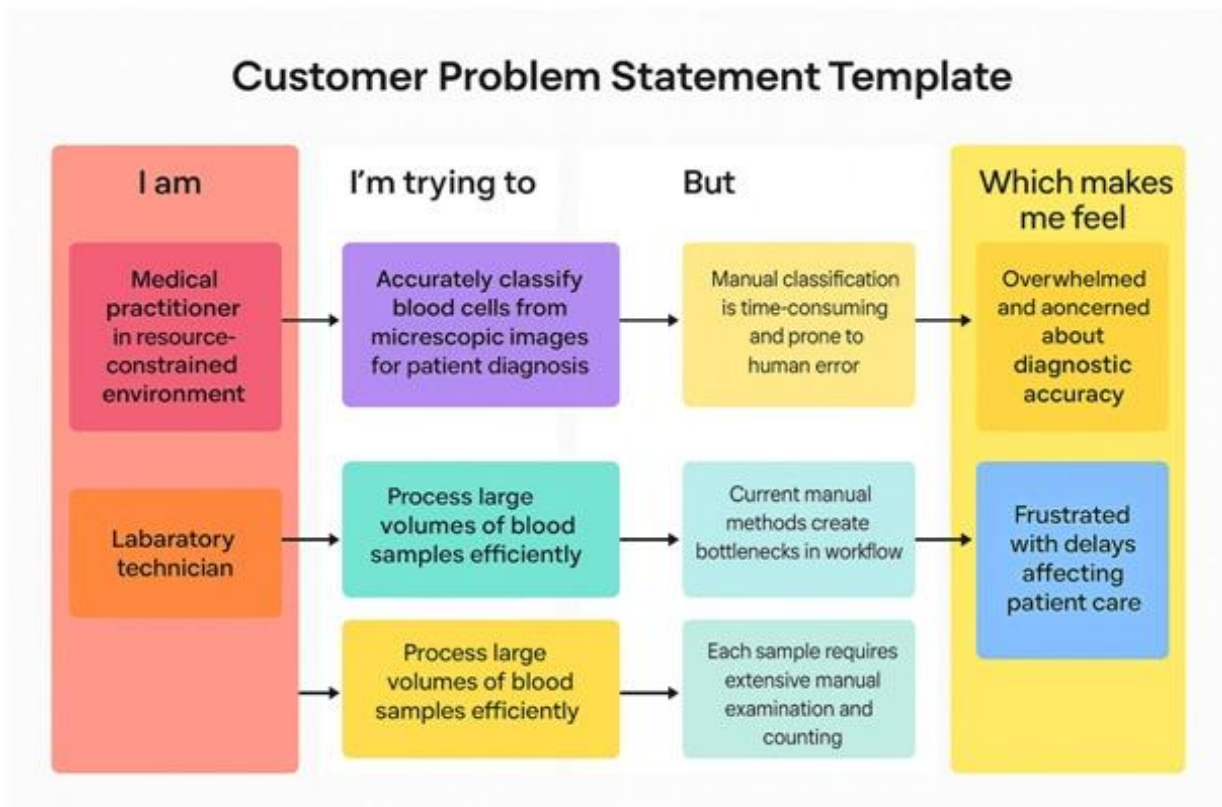 Customer Problem Statement Template
I am
I'm trying to
But
Which makes
me feel
Medical
practitioner
in resource-
constrained
environment
Accurately classify
blood cells from
micrescopic images
for patient diagnosis
Manual classification
is time-consuming
and prone to
human error
Overwhelmed
and aoncerned
about
diagnostic
accuracy
Labaratory
technician
Process large
volumes of blood
samples efficiently
Current manual
methods create
bottlenecks in workflow
Frustrated
with delays
affecting
patient care
Process large
volumes of blood
samples efficiently
Each sample requires
extensive manual
examination and
counting